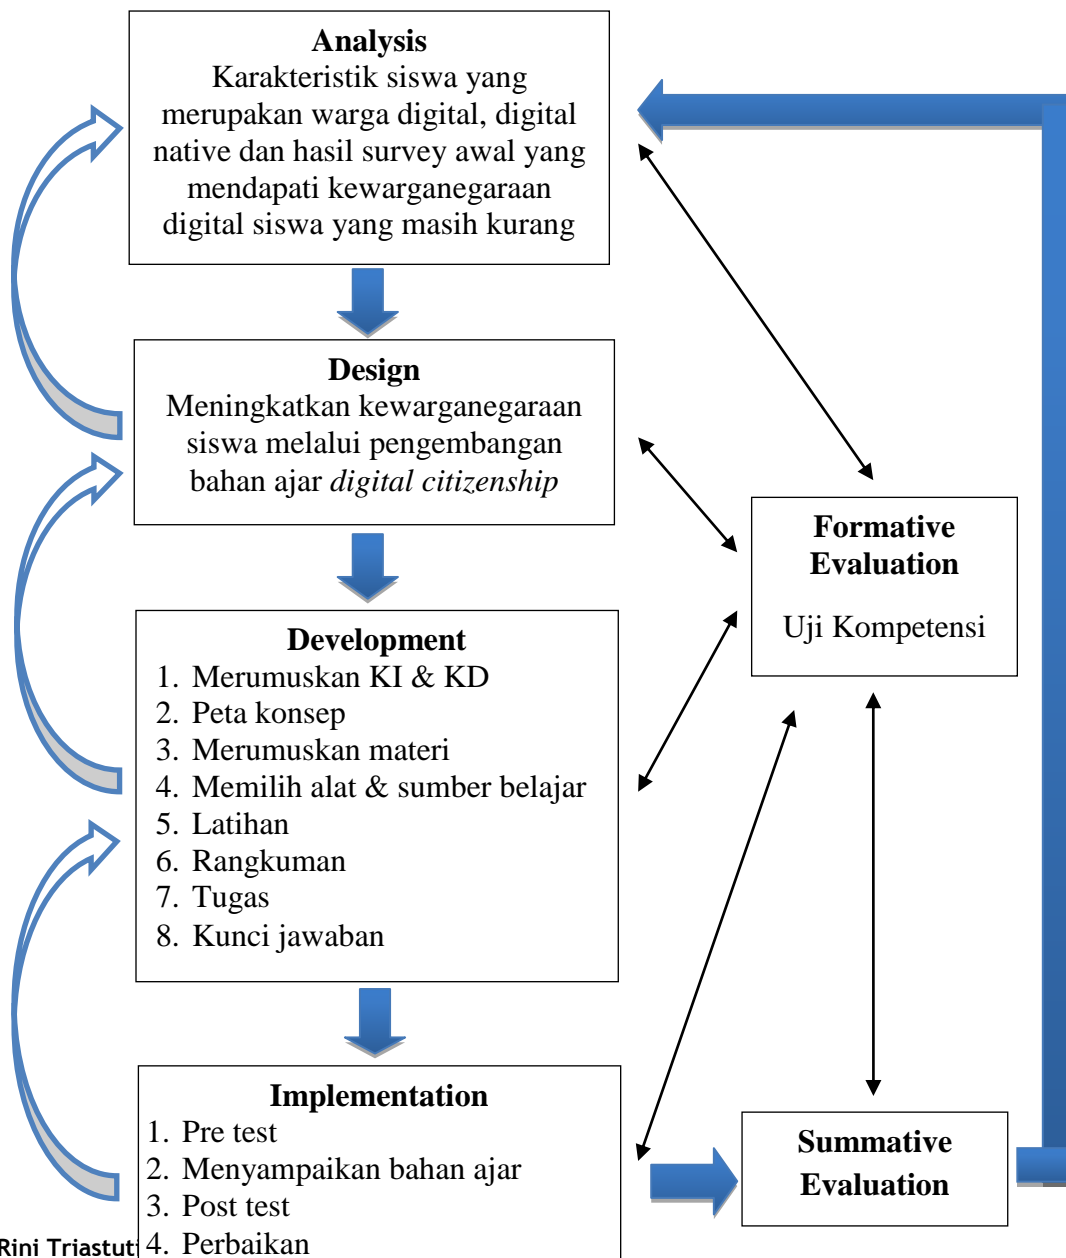 Analysis
Karakteristik siswa yang
merupakan warga digital, digital
native dan hasil survey awal yang
mendapati kewarganegaraan
digital siswa yang masih kurang
Design
Meningkatkan kewarganegaraan
siswa melalui pengembangan
bahan ajar digital citizenship
Formative
Evaluation
Uji Kompetensi
Development
1. Merumuskan KI & KD
2. Peta konsep
3. Merumuskan materi
4. Memilih alat & sumber belajar
5. Latihan
6. Rangkuman
7. Tugas
8. Kunci jawaban
Implementation
1. Pre test
2. Menyampaikan bahan ajar
3. Post test
4. Perbaikan
Summative
Evaluation
Rini Triastuti